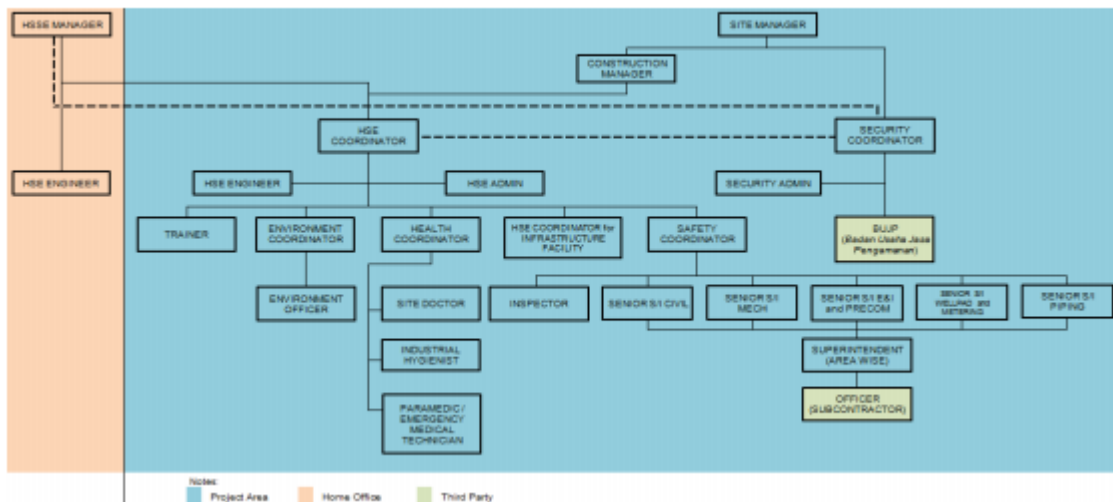 HSSE MANAGER
SITE MANAGER
CONSTRUCTION
MANAGER
HSE
COORDINATOR
SECURITY
COORDINATOR
HSE ENGINEER
HSE ENGINEER
HSE ADMIN
SECURITY ADMIN
TRAINER
ENVIRONMENT
COORDINATOR
HEALTH
COORDINATOR
HSE COORDINATOR for
INFRASTRUCTURE
FACILITY
SAFETY
COORDINATOR
BUJP
(Badan Usaha Jasa
Pengamanan)
ENVIRONMENT
OFFICER
SITE DOCTOR
INSPECTOR
SENIOR S/I CIVIL
SENIOR S/I
MECH
SENIOR S/I E&I
and PRECOM
SENIOR S/I
WELLPAD and
METERING
SENIOR S/I
PIPING
INDUSTRIAL
HYGIENIST
SUPERINTENDENT
(AREA WISE)
PARAMEDIC /
EMERGENCY
MEDICAL
TECHNICIAN
OFFICER
(SUBCONTRACTOR)
Notes:
Project Area
Home Office
Third Party